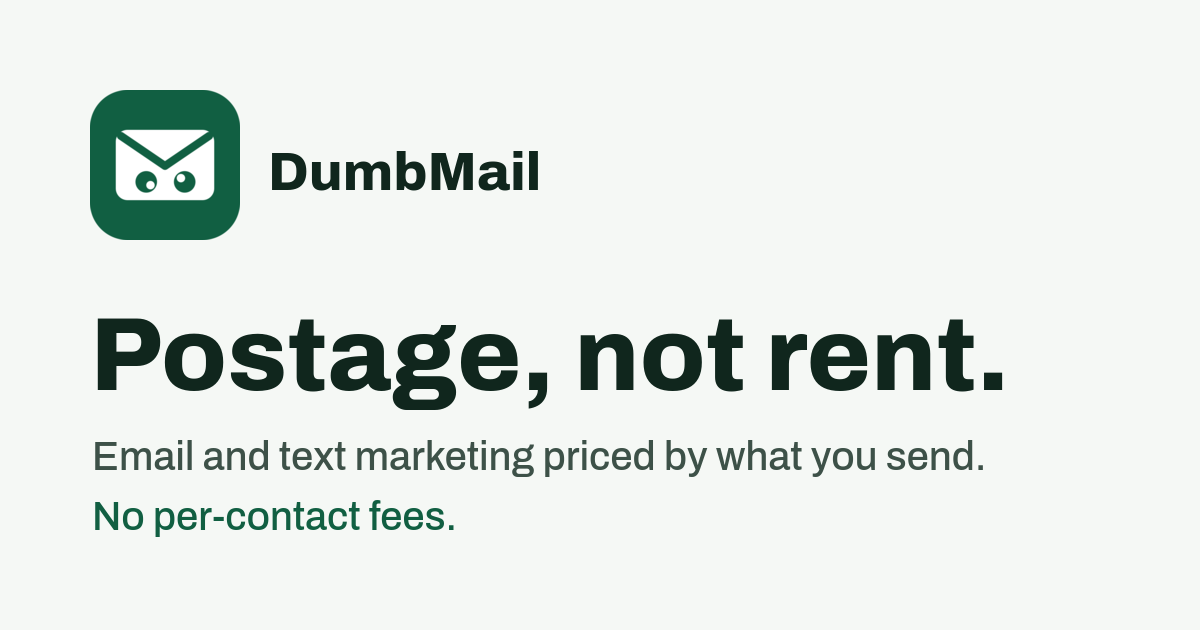 DumbMail
Postage, not rent.
Email and text marketing priced by what you send.
No per-contact fees.